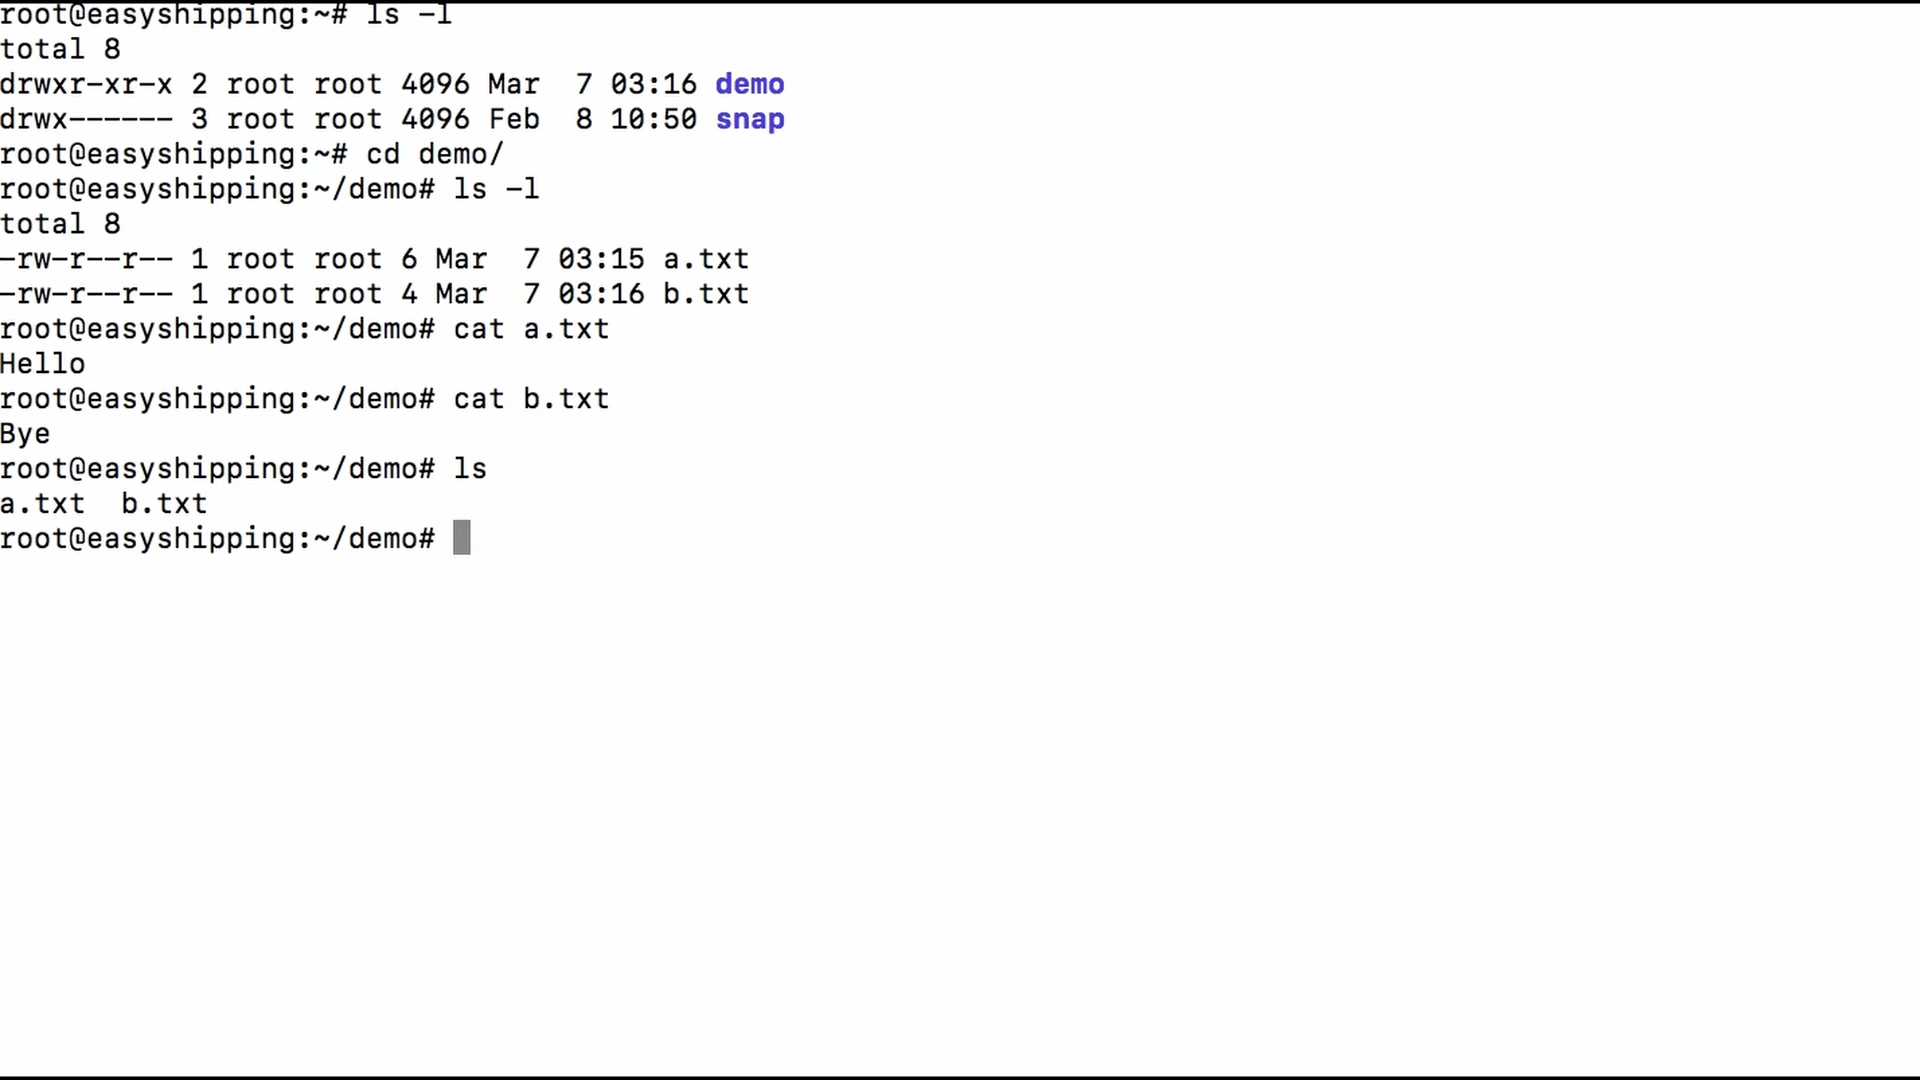 root@easyshipping:~# ls -l
total 8
drwxr-xr-x 2 root root 4096 Mar  7 03:16 demo
drwx------ 3 root root 4096 Feb  8 10:50 snap
root@easyshipping:~# cd demo/
root@easyshipping:~/demo# ls -l
total 8
-rw-r--r-- 1 root root 6 Mar  7 03:15 a.txt
-rw-r--r-- 1 root root 4 Mar  7 03:16 b.txt
root@easyshipping:~/demo# cat a.txt
Hello
root@easyshipping:~/demo# cat b.txt
Bye
root@easyshipping:~/demo# ls
a.txt  b.txt
root@easyshipping:~/demo#